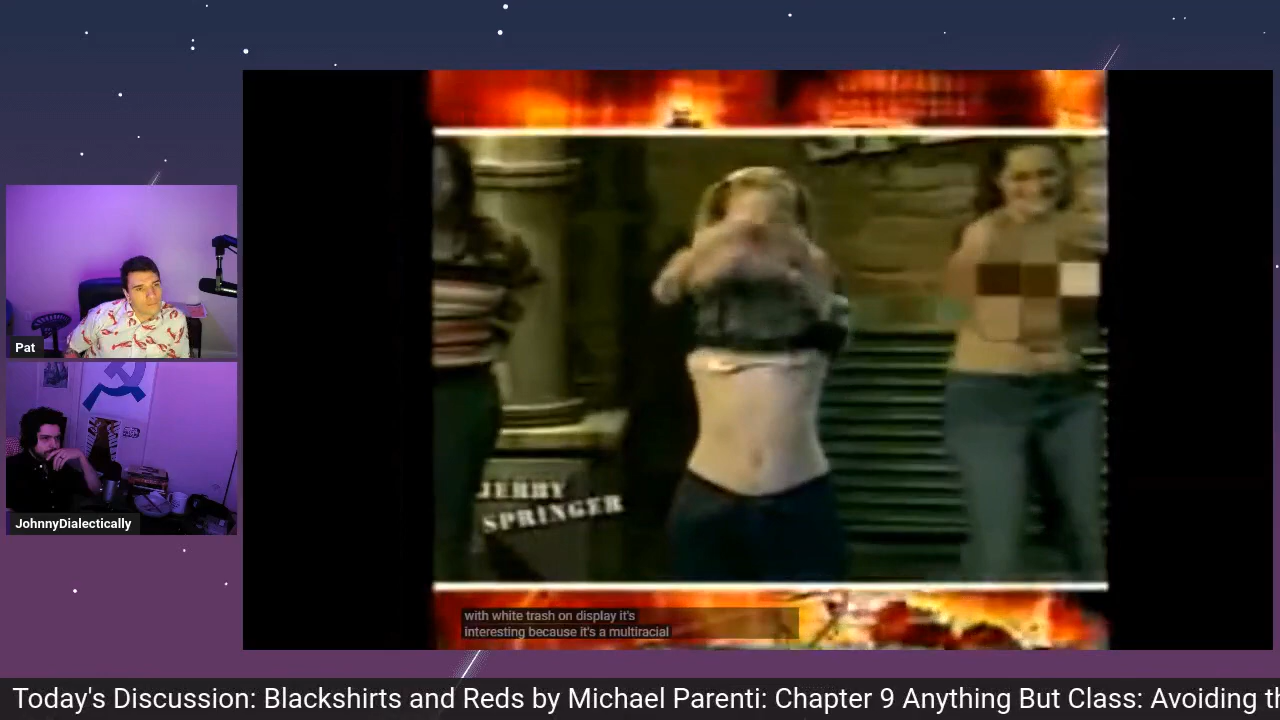 Pat
JohnnyDialectically
JERRY
SPRINGER
with white trash on display it's
interesting because it's a multiracial
Today's Discussion: Blackshirts and Reds by Michael Parenti: Chapter 9 Anything But Class: Avoiding